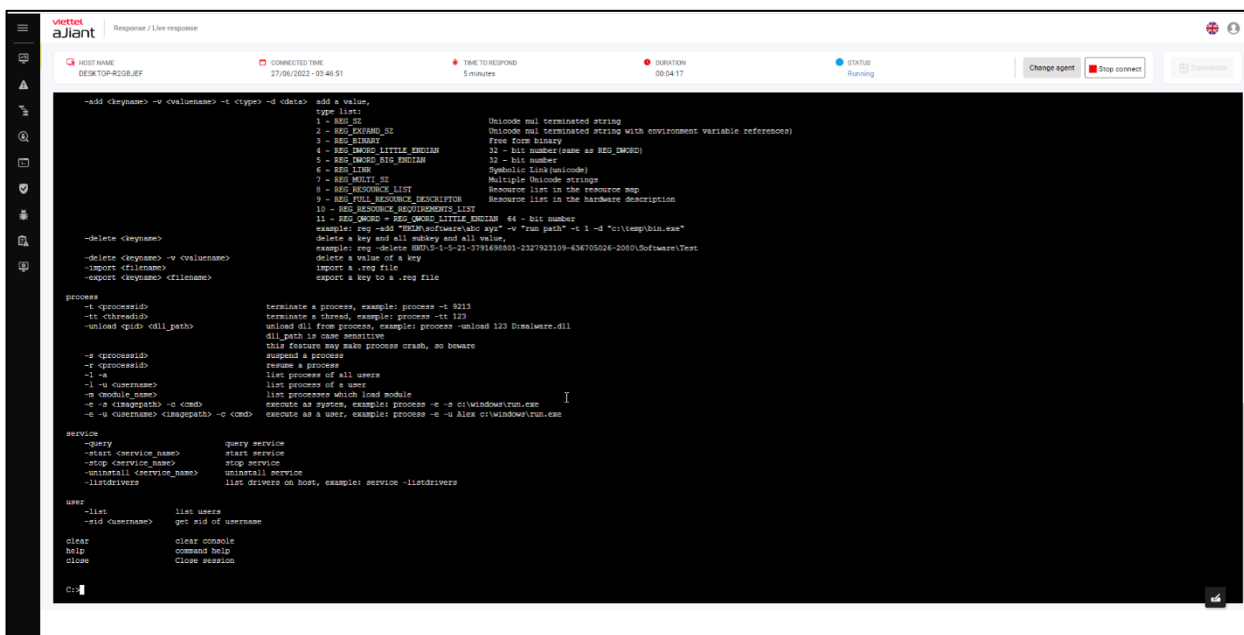 viettel
aJiant
Response / Live response
HOST NAME
DESKTOP-R2GBJEF
CONNECTED TIME
27/06/2022 - 03:46:51
TIME TO RESPOND
5 minutes
DURATION
00:04:17
STATUS
Running
Change agent
Stop connect
Downloads
-add <keyname> -v <valuename> -t <type> -d <data> add a value,
type list:
1 - REG_SZ Unicode nul terminated string
2 - REG_EXPAND_SZ Unicode nul terminated string with environment variable references)
3 - REG_BINARY Free form binary
4 - REG_DWORD_LITTLE_ENDIAN 32 - bit number(same as REG_DWORD)
5 - REG_DWORD_BIG_ENDIAN 32 - bit number
6 - REG_LINK Symbolic Link(unicode)
7 - REG_MULTI_SZ Multiple Unicode strings
8 - REG_RESOURCE_LIST Resource list in the resource map
9 - REG_FULL_RESOURCE_DESCRIPTOR Resource list in the hardware description
10 - REG_RESOURCE_REQUIREMENTS_LIST
11 - REG_QWORD = REG_QWORD_LITTLE_ENDIAN 64 - bit number
example: reg -add "HKLM\software\abc xyz" -v "run path" -t 1 -d "c:\temp\bin.exe"
-delete <keyname> delete a key and all subkey and all value,
example: reg -delete HKU\S-1-5-21-3791698801-2327923109-636705026-2080\Software\Test
-delete <keyname> -v <valuename> delete a value of a key
-import <filename> import a .reg file
-export <keyname> <filename> export a key to a .reg file
process
-t <processid> terminate a process, example: process -t 9213
-tt <threadid> terminate a thread, example: process -tt 123
-unload <pid> <dll_path> unload dll from process, example: process -unload 123 D:malware.dll
dll_path is case sensitive
this feature may make process crash, so beware
-s <processid> suspend a process
-r <processid> resume a process
-l -a list process of all users
-l -u <username> list process of a user
-m <module_name> list processes which load module
-e -s <imagepath> -c <cmd> execute as system, example: process -e -s c:\windows\run.exe
-e -u <username> <imagepath> -c <cmd> execute as a user, example: process -e -u Alex c:\windows\run.exe
service
-query query service
-start <service_name> start service
-stop <service_name> stop service
-uninstall <service_name> uninstall service
-listdrivers list drivers on host, example: service -listdrivers
user
-list list users
-sid <username> get sid of username
clear clear console
help command help
close Close session
C:>